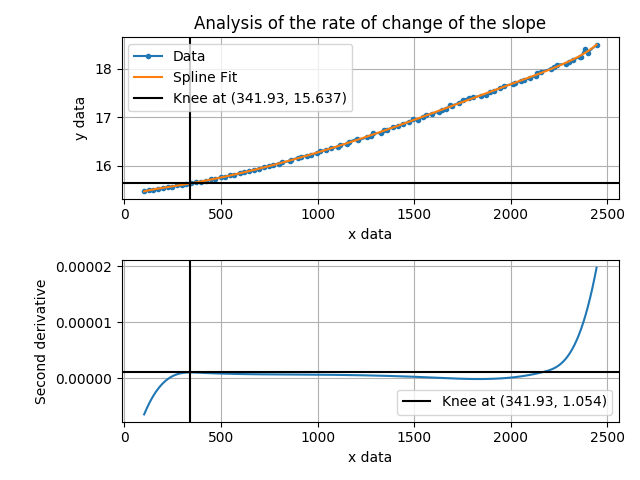 Analysis of the rate of change of the slope
Data
Spline Fit
Knee at (341.93, 15.637)
y data
18
17
16
0 500 1000 1500 2000 2500
x data
Second derivative
0.00002
0.00001
0.00000
Knee at (341.93, 1.054)
0 500 1000 1500 2000 2500
x data